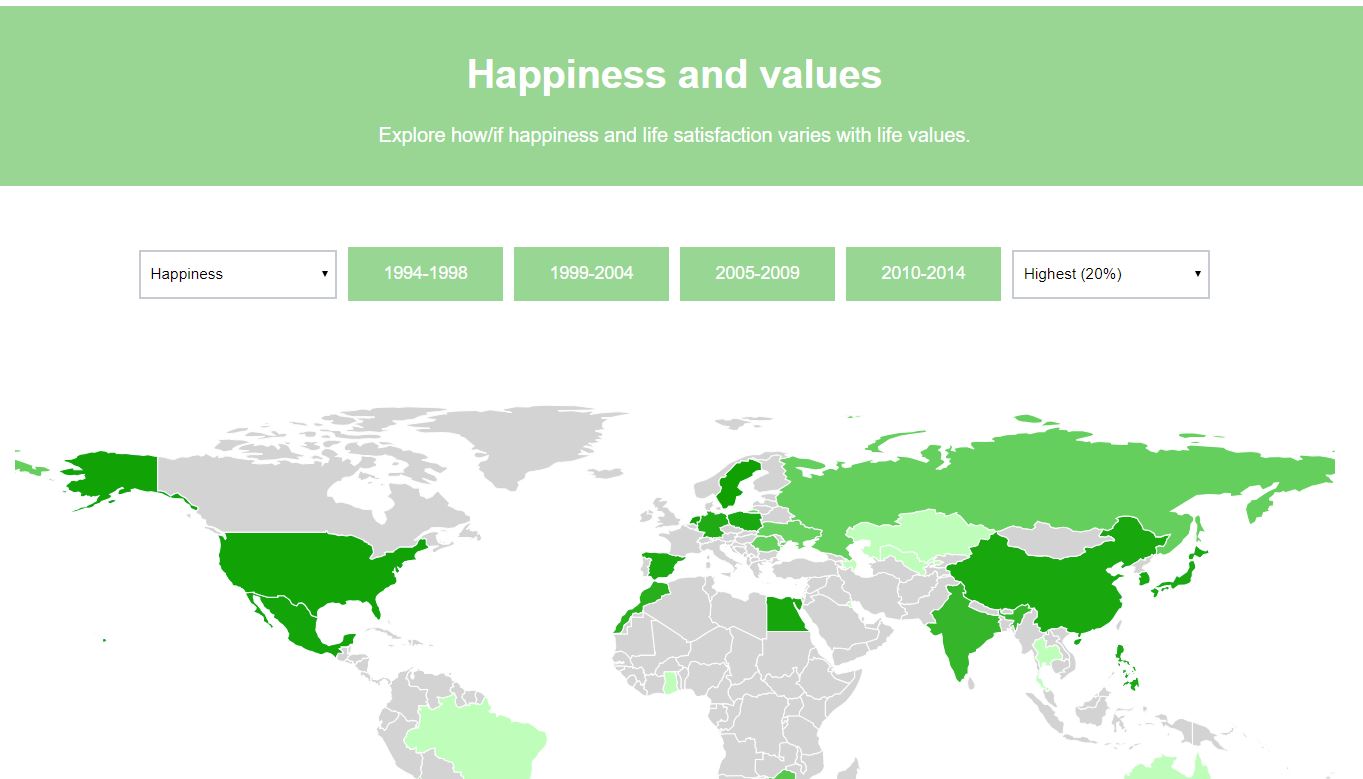 Happiness and values
Explore how/if happiness and life satisfaction varies with life values.
Happiness 1994-1998 1999-2004 2005-2009 2010-2014 Highest (20%)